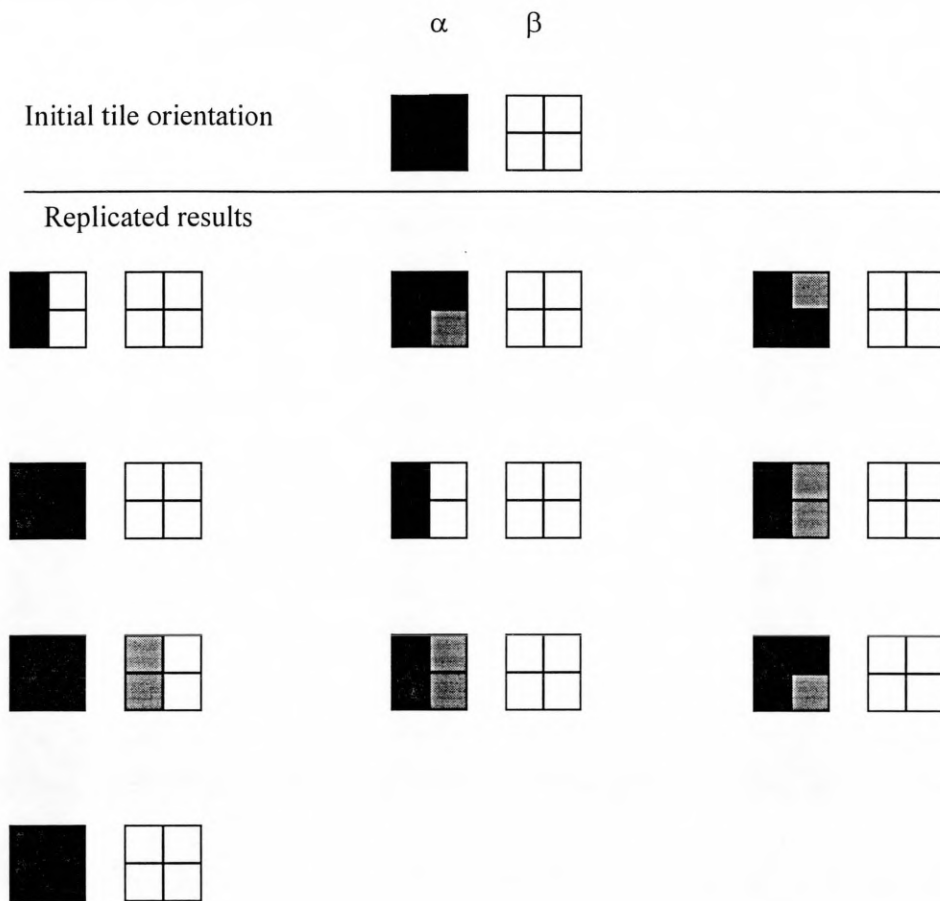 α β
Initial tile orientation
Replicated results